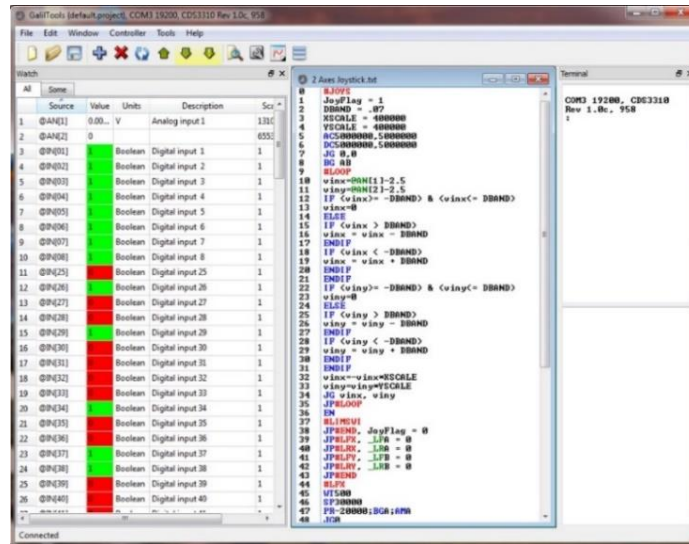 GalilTools (default.project), COM3 19200, CDS3310 Rev 1.0c, 958
File Edit Window Controller Tools Help
Watch
All Some
Source Value Units Description
1 @AN[1] 0.00... V Analog input 1 1310
2 @AN[2] 0 6553
3 @IN[01] 1 Boolean Digital input 1 1
4 @IN[02] 1 Boolean Digital input 2 1
5 @IN[03] 1 Boolean Digital input 3 1
6 @IN[04] 1 Boolean Digital input 4 1
7 @IN[05] 1 Boolean Digital input 5 1
8 @IN[06] 1 Boolean Digital input 6 1
9 @IN[07] 1 Boolean Digital input 7 1
10 @IN[08] 1 Boolean Digital input 8 1
11 @IN[25] Boolean Digital input 25 1
12 @IN[26] 1 Boolean Digital input 26 1
13 @IN[27] Boolean Digital input 27 1
14 @IN[28] Boolean Digital input 28 1
15 @IN[29] 1 Boolean Digital input 29 1
16 @IN[30] Boolean Digital input 30 1
17 @IN[31] Boolean Digital input 31 1
18 @IN[32] Boolean Digital input 32 1
19 @IN[33] Boolean Digital input 33 1
20 @IN[34] 1 Boolean Digital input 34 1
21 @IN[35] Boolean Digital input 35 1
22 @IN[36] Boolean Digital input 36 1
23 @IN[37] 1 Boolean Digital input 37 1
24 @IN[38] 1 Boolean Digital input 38 1
25 @IN[39] Boolean Digital input 39 1
26 @IN[40] Boolean Digital input 40 1
Connected
2 Axes Joystick.txt
0 #JOYS
1 JoyFlag = 1
2 DBAND = .07
3 XSCALE = 400000
4 YSCALE = 400000
5 AC5000000,5000000
6 DC5000000,5000000
7 JG 0,0
8 BG AB
9 #LOOP
10 vinx=@AN[1]-2.5
11 viny=@AN[2]-2.5
12 IF (vinx>= -DBAND) & (vinx<= DBAND)
13 vinx=0
14 ELSE
15 IF (vinx > DBAND)
16 vinx = vinx - DBAND
17 ENDIF
18 IF (vinx < -DBAND)
19 vinx = vinx + DBAND
20 ENDIF
21 ENDIF
22 IF (viny>= -DBAND) & (viny<= DBAND)
23 viny=0
24 ELSE
25 IF (viny > DBAND)
26 viny = viny - DBAND
27 ENDIF
28 IF (viny < -DBAND)
29 viny = viny + DBAND
30 ENDIF
31 ENDIF
32 vinx=-vinx*XSCALE
33 viny=viny*YSCALE
34 JG vinx, viny
35 JP#LOOP
36 EN
37 #LIMSWI
38 JP#END, JoyFlag = 0
39 JP#LFX, _LFA = 0
40 JP#LRX, _LRA = 0
41 JP#LFY, _LFB = 0
42 JP#LRY, _LRB = 0
43 JP#END
44 #LFX
45 WT500
46 SP30000
47 PR-20000;BGA;AMA
48 JG0
Terminal
COM3 19200, CDS3310
Rev 1.0c, 958
: